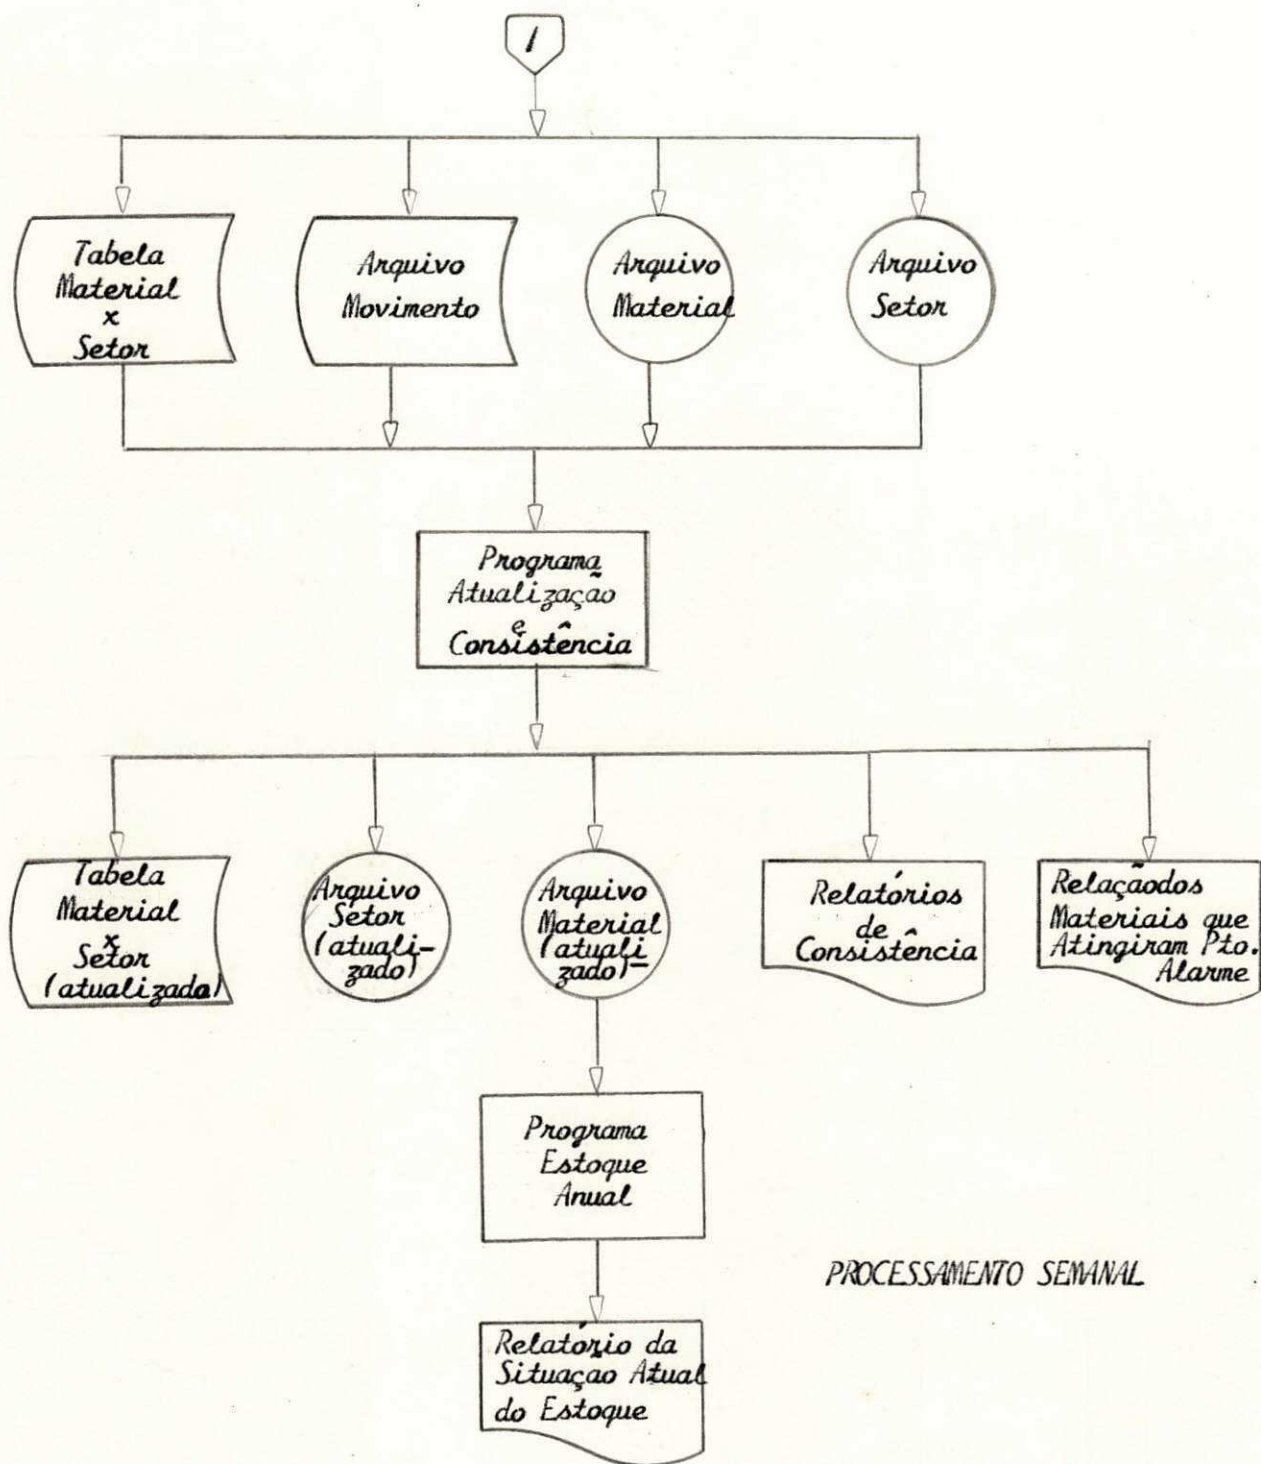 1
Tabela
Material
x
Setor
Arquivo
Movimento
Arquivo
Material
Arquivo
Setor
Programa
Atualização
e
Consistência
Tabela
Material
x
Setor
(atualizada)
Arquivo
Setor
(atuali-
zado)
Arquivo
Material
(atuali
zado)-
Relatórios
de
Consistência
Relaçãodos
Materiais que
Atingiram Pto.
Alarme
Programa
Estoque
Anual
PROCESSAMENTO SEMANAL
Relatório da
Situaçao Atual
do Estoque